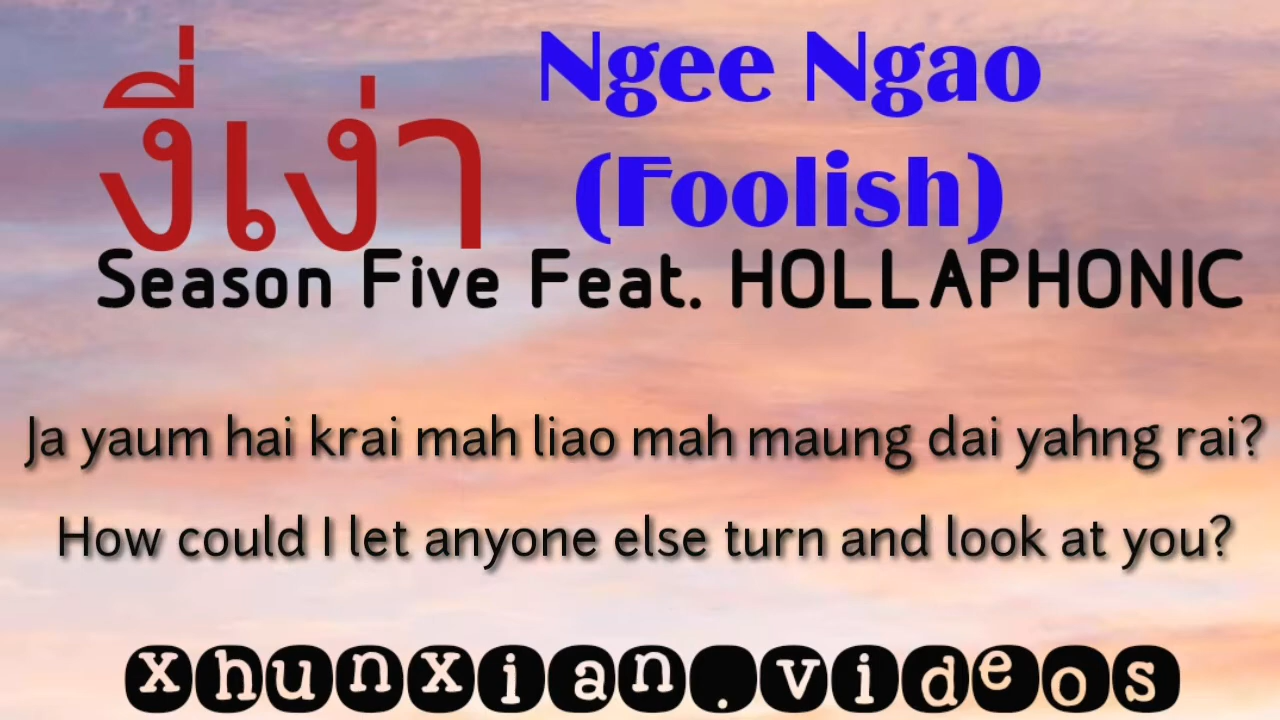 งี่เง่า
Ngee Ngao
(Foolish)
Season Five Feat. HOLLAPHONIC
Ja yaum hai krai mah liao mah maung dai yahng rai?
How could I let anyone else turn and look at you?
xhunxian.videos